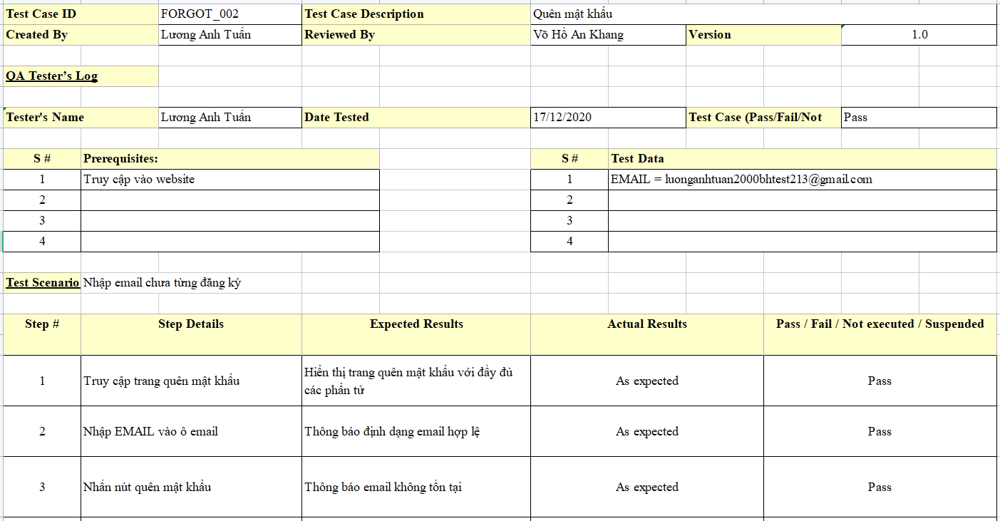 Test Case ID FORGOT_002 Test Case Description Quên mật khẩu
Created By Lương Anh Tuấn Reviewed By Võ Hồ An Khang Version 1.0
QA Tester’s Log
Tester's Name Lương Anh Tuấn Date Tested 17/12/2020 Test Case (Pass/Fail/Not Pass
S # Prerequisites: S # Test Data
1 Truy cập vào website 1 EMAIL = luonganhtuan2000bhtest213@gmail.com
2 2
3 3
4 4
Test Scenario Nhập email chưa từng đăng ký
Step # Step Details Expected Results Actual Results Pass / Fail / Not executed / Suspended
1 Truy cập trang quên mật khẩu Hiển thị trang quên mật khẩu với đầy đủ
các phần tử As expected Pass
2 Nhập EMAIL vào ô email Thông báo định dạng email hợp lệ As expected Pass
3 Nhấn nút quên mật khẩu Thông báo email không tồn tại As expected Pass